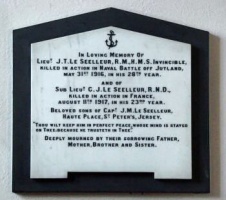 In Loving Memory Of
Lieut J.T. Le Seelleur, R.M., H.M.S. Invincible,
killed in action in Naval Battle off Jutland,
May 31st 1916, in his 28th year.
and of
Sub Lieut C.J. Le Seelleur, R.N.D.,
killed in action in France,
August 11th 1917, in his 23rd year.
Beloved sons of Capt J.M. Le Seelleur,
Haute Place, St Peter's, Jersey.
"Thou wilt keep him in perfect peace, whose mind is stayed
on Thee: because he trusteth in Thee."
Deeply mourned by their sorrowing Father,
Mother, Brother and Sister.